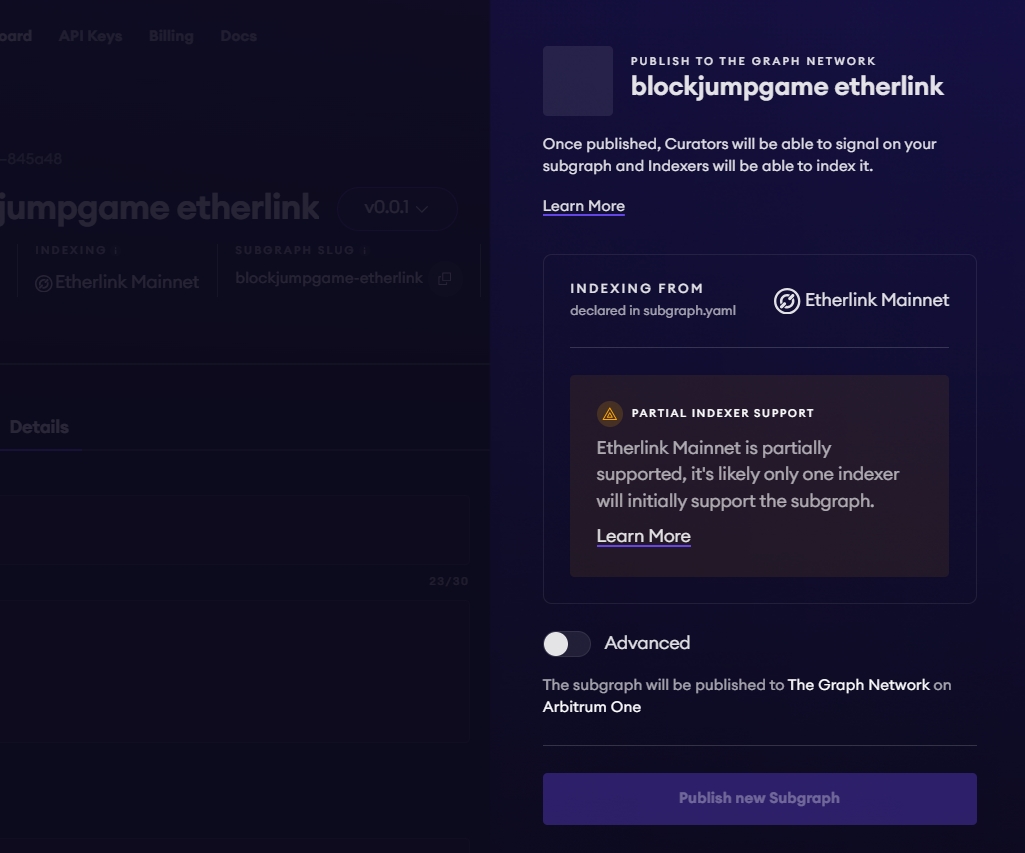 oard API Keys Billing Docs
-845a48
jumpgame etherlink v0.0.1
INDEXING
Etherlink Mainnet
SUBGRAPH SLUG
blockjumpgame-etherlink
Details
23/30
PUBLISH TO THE GRAPH NETWORK
blockjumpgame etherlink
Once published, Curators will be able to signal on your
subgraph and Indexers will be able to index it.
Learn More
INDEXING FROM
declared in subgraph.yaml
Etherlink Mainnet
PARTIAL INDEXER SUPPORT
Etherlink Mainnet is partially
supported, it's likely only one indexer
will initially support the subgraph.
Learn More
Advanced
The subgraph will be published to The Graph Network on
Arbitrum One
Publish new Subgraph